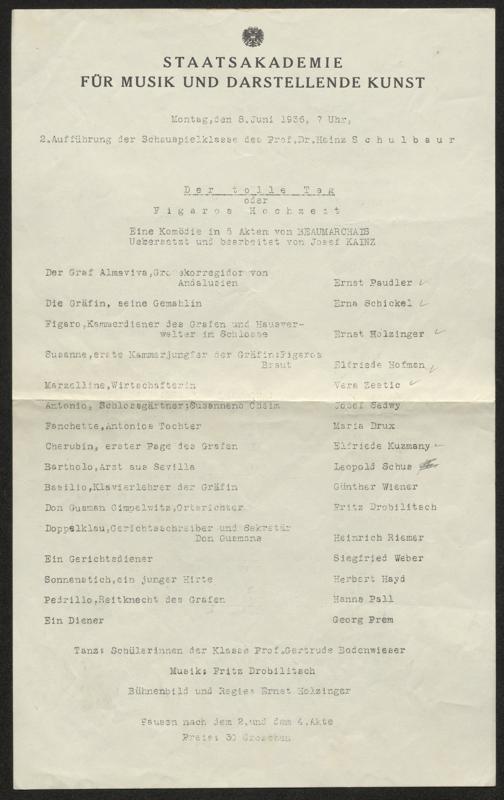 STAATSAKADEMIE
FÜR MUSIK UND DARSTELLENDE KUNST
Montag,den 8.Juni 1936, 7 Uhr,
2.Aufführung der Schauspielklasse des Prof.Dr.Heinz S c h u l b a u r
D e r  t o l l e  T a g
oder
F i g a r o s  H o c h z e i t
Eine Komödie in 5 Akten von BEAUMARCHAIS
Uebersetzt und bearbeitet von Josef KAINZ
Der Graf Almaviva,Grosskorregidor von
Andalusien Ernst Paudler
Die Gräfin, seine Gemahlin Erna Schickel
Figaro,Kammerdiener des Grafen und Hausver-
walter im Schlosse Ernst Holzinger
Susanne,erste Kammerjungfer der Gräfin;Figaros
Braut Elfriede Hofman
Marzelline,Wirtschafterin Vera Zestic
Antonio, Schlossgärtner;Susannens Oheim Josef Sadwy
Fanchette,Antonios Tochter Maria Drux
Cherubin, erster Page des Grafen Elfriede Kuzmany
Bartholo,Arzt aus Sevilla Leopold Schus
Basilio,Klavierlehrer der Gräfin Günther Wiener
Don Gusman Gimpelwitz,Ortsrichter Fritz Drobilitsch
Doppelklau,Gerichtsschreiber und Sekretär
Don Gusmans Heinrich Riemer
Ein Gerichtsdiener Siegfried Weber
Sonnenstich,ein junger Hirte Herbert Hayd
Pedrillo,Reitknecht des Grafen Hanns Pall
Ein Diener Georg Prem
Tanz: Schülerinnen der Klasse Prof.Gertrude Bodenwieser
Musik: Fritz Drobilitsch
Bühnenbild und Regie: Ernst Holzinger
Pausen nach dem 2.und dem 4.Akte
Preis: 30 Groschen